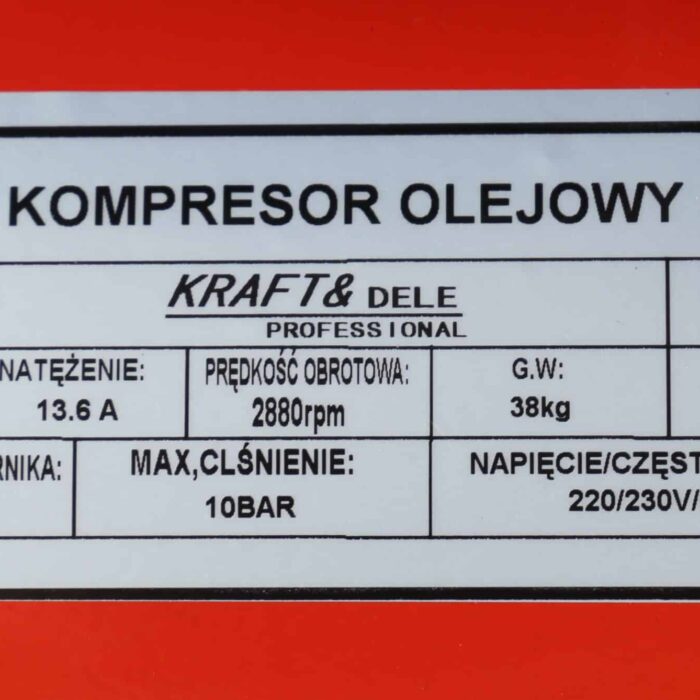 KOMPRESOR OLEJOWY
KRAFT& DELE
PROFESSIONAL
NATĘŻENIE:
13.6 A
PRĘDKOŚĆ OBROTOWA:
2880rpm
G.W:
38kg
RNIKA:
MAX,CLŚNIENIE:
10BAR
NAPIĘCIE/CZĘST
220/230V/